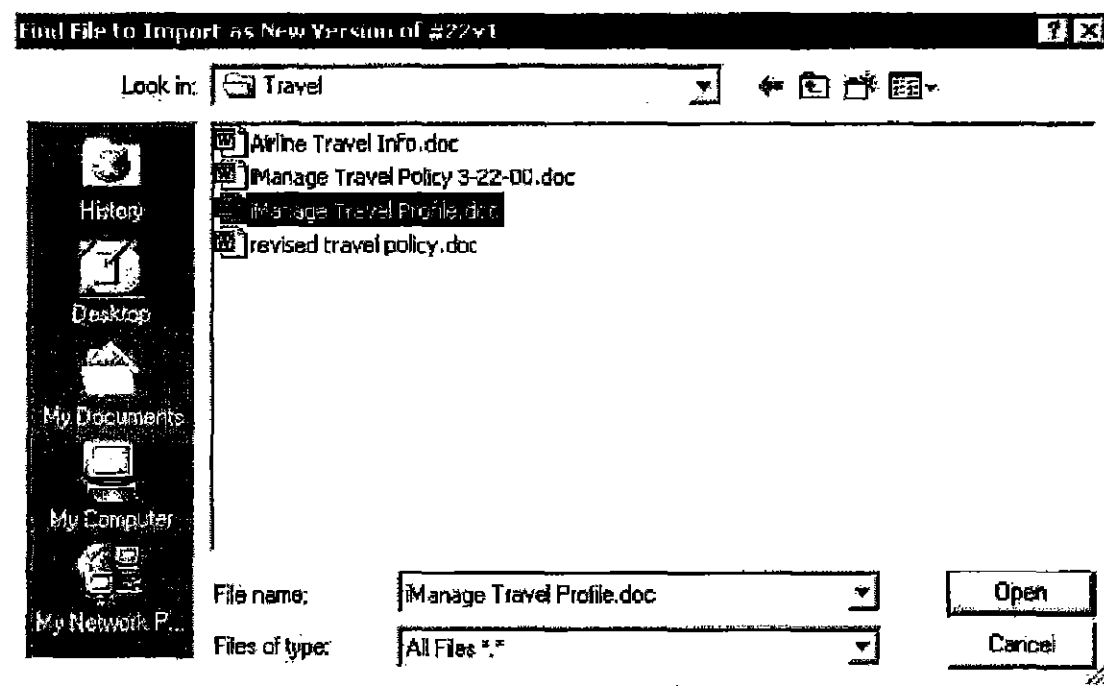 Find File to Import as New Version of #22v1
Look in: Travel
Airline Travel Info.doc
iManage Travel Policy 3-22-00.doc
iManage Travel Profile.doc
revised travel policy.doc
History
Desktop
My Documents
My Computer
My Network P...
File name: iManage Travel Profile.doc Open
Files of type: All Files *.* Cancel